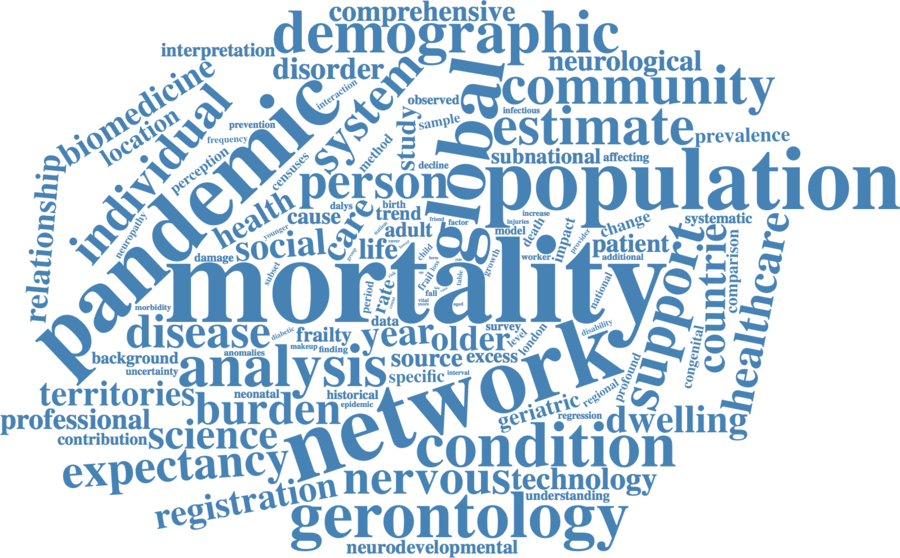 comprehensive
demographic
interpretation
disorder
neurological
biomedicine
system
global
community
location
individual
pandemic
interaction
observed
infectious
prevention
frequency
study
sample
estimate
prevalence
method
perception
censuses
decline
subnational
affecting
relationship
person
population
neuropathy
health
dalys
birth
friend
increase
cause
care
trend
factor
injuries
change
systematic
younger
adult
model
death
impact
provider
social
life
patient
additional
damage
subset
child
growth
worker
support
countrie
comparison
healthcare
mortality
frail
table
national
rate
period
fall
vital
aged
morbidity
data
disease
diabetic
frailty
year
older
survey
level
london
disability
network
background
anomalies
makeup
finding
source
excess
congenital
uncertainty
analysis
specific
interval
profound
regional
territories
neonatal
historical
epidemic
burden
geriatric
regression
dwelling
professional
contribution
science
condition
expectancy
nervous
technology
registration
understanding
gerontology
neurodevelopmental